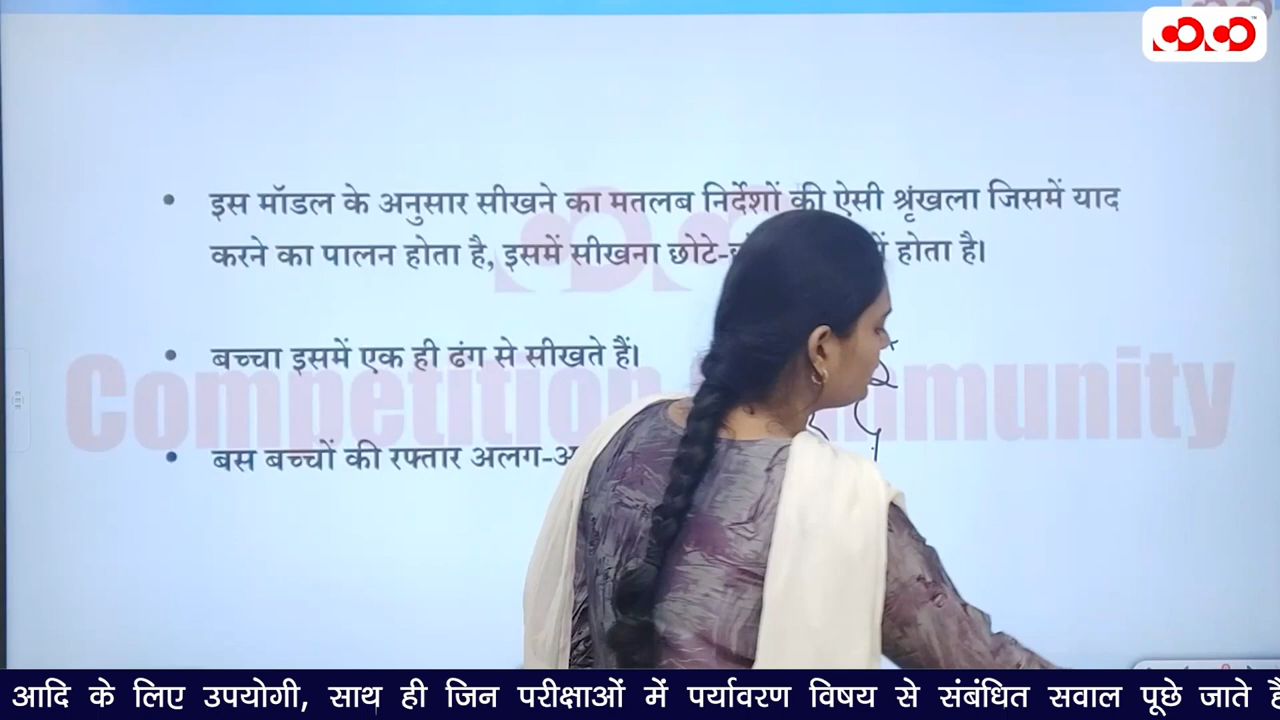 इस मॉडल के अनुसार सीखने का मतलब निर्देशों की ऐसी श्रृंखला जिसमें याद
करने का पालन होता है, इसमें सीखना छोटे- होता है।
बच्चा इसमें एक ही ढंग से सीखते हैं।
Competition mmunity
बस बच्चों की रफ्तार अलग-
आदि के लिए उपयोगी, साथ ही जिन परीक्षाओं में पर्यावरण विषय से संबंधित सवाल पूछे जाते